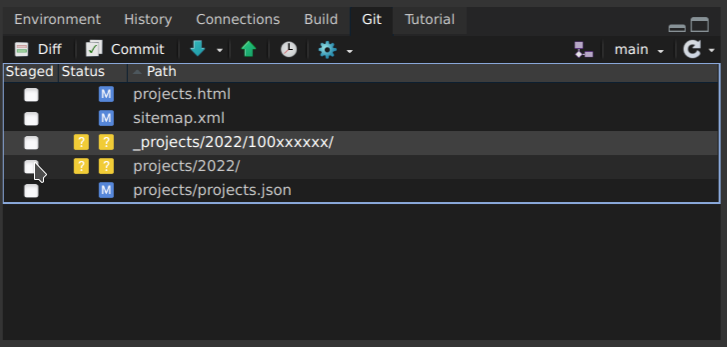 Environment History Connections Build Git Tutorial
Diff Commit main
Staged Status Path
M projects.html
M sitemap.xml
? ? _projects/2022/100xxxxxx/
? ? projects/2022/
M projects/projects.json